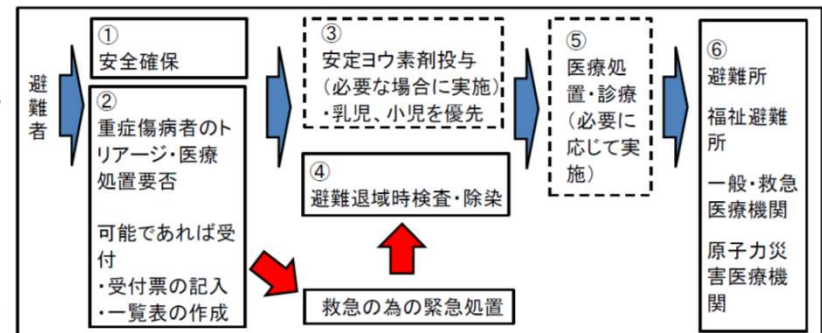 避難者
①
安全確保
②
重症傷病者のト
リアージ・医療
処置要否
可能であれば受
付
・受付票の記入
・一覧表の作成
③
安定ヨウ素剤投与
(必要な場合に実施)
・乳児、小児を優先
④
避難退域時検査・除染
救急の為の緊急処置
⑤
医療処
置・診療
(必要に
応じて実
施)
⑥
避難所
福祉避難
所
一般・救急
医療機関
原子力災
害医療機
関